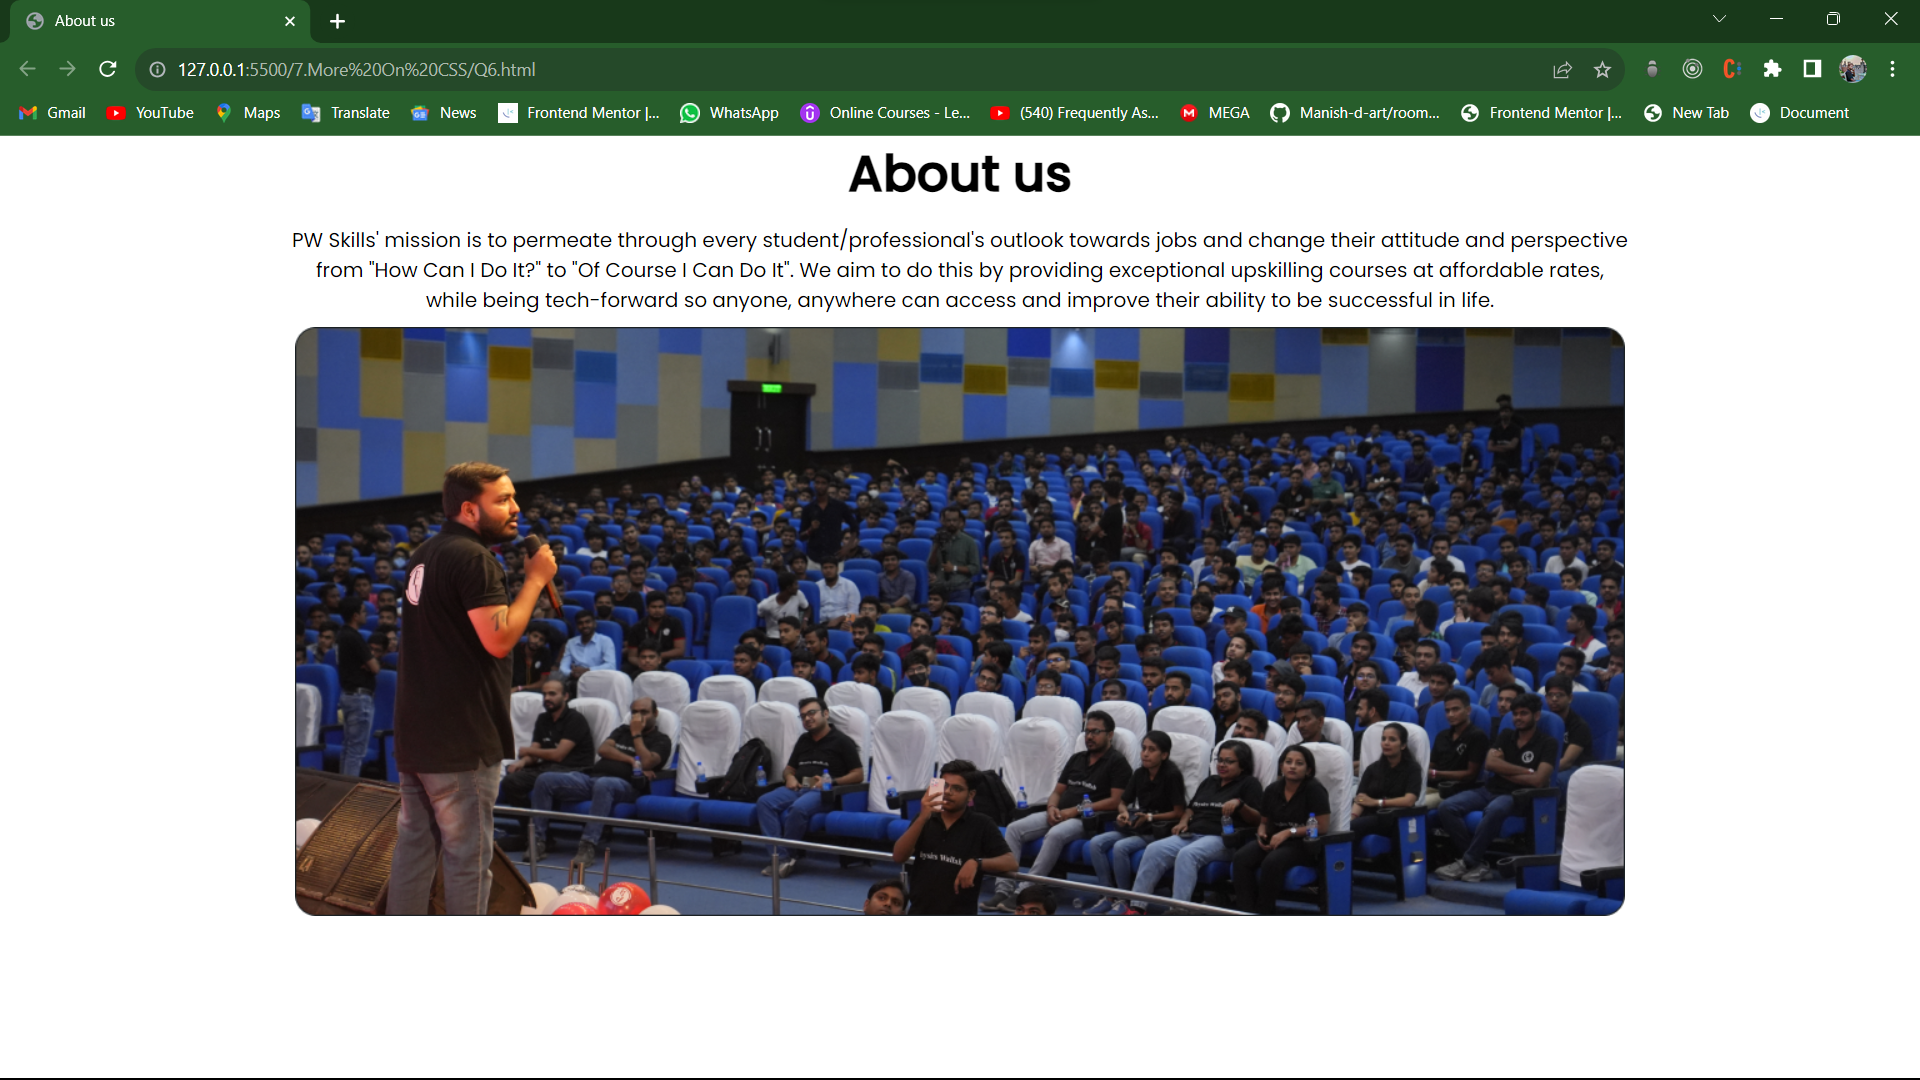 About us
127.0.0.1:5500/7.More%20On%20CSS/Q6.html
Gmail YouTube Maps Translate News Frontend Mentor |... WhatsApp Online Courses - Le... (540) Frequently As... MEGA Manish-d-art/room... Frontend Mentor |... New Tab Document
About us
PW Skills' mission is to permeate through every student/professional's outlook towards jobs and change their attitude and perspective
from "How Can I Do It?" to "Of Course I Can Do It". We aim to do this by providing exceptional upskilling courses at affordable rates,
while being tech-forward so anyone, anywhere can access and improve their ability to be successful in life.